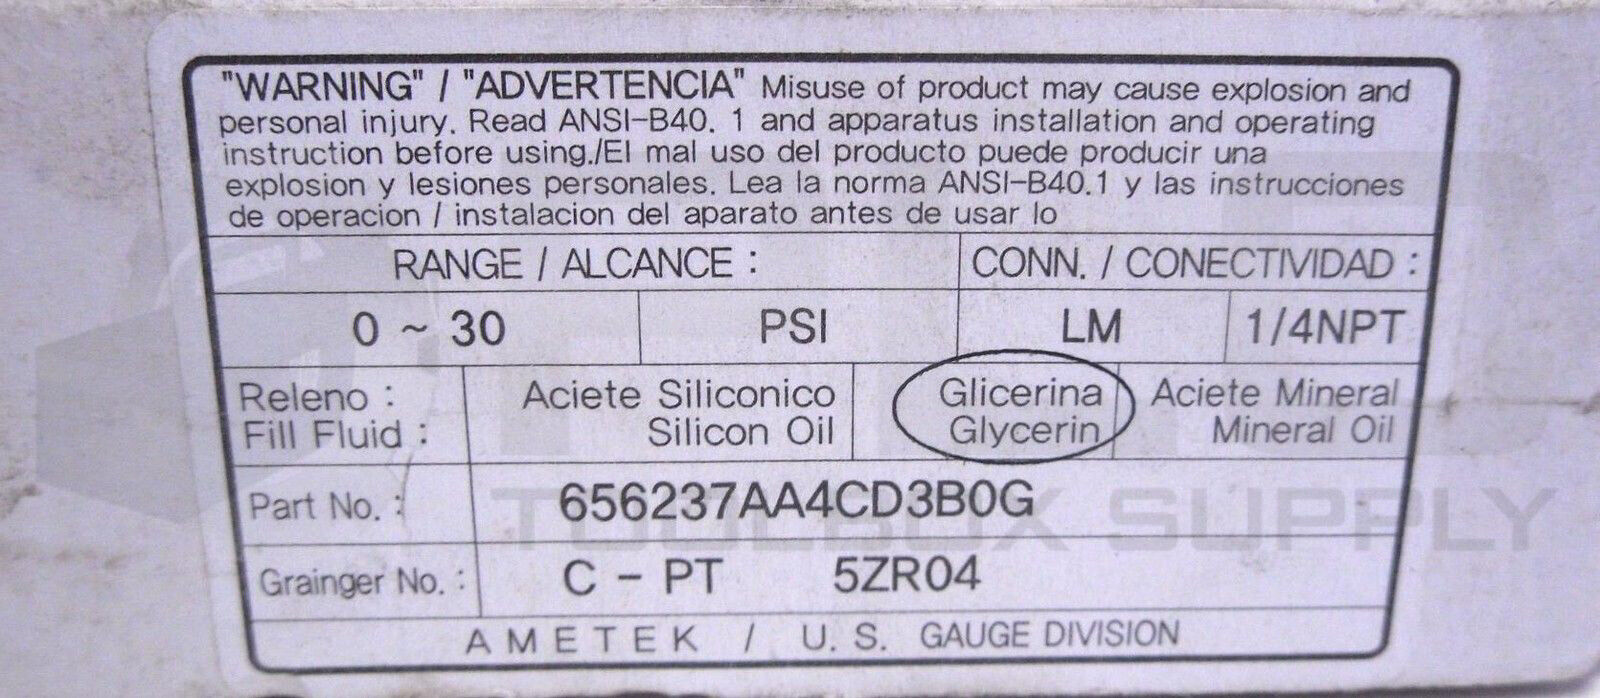 "WARNING" / "ADVERTENCIA" Misuse of product may cause explosion and
personal injury. Read ANSI-B40. 1 and apparatus installation and operating
instruction before using./El mal uso del producto puede producir una
explosion y lesiones personales. Lea la norma ANSI-B40.1 y las instrucciones
de operacion / instalacion del aparato antes de usar lo
RANGE / ALCANCE : CONN. / CONECTIVIDAD :
0 ~ 30 PSI LM 1/4NPT
Releno : Aciete Siliconico Glicerina Aciete Mineral
Fill Fluid : Silicon Oil Glycerin Mineral Oil
Part No. : 656237AA4CD3B0G
TOOLBOX SUPPLY
Grainger No. : C - PT 5ZR04
AMETEK / U.S. GAUGE DIVISION